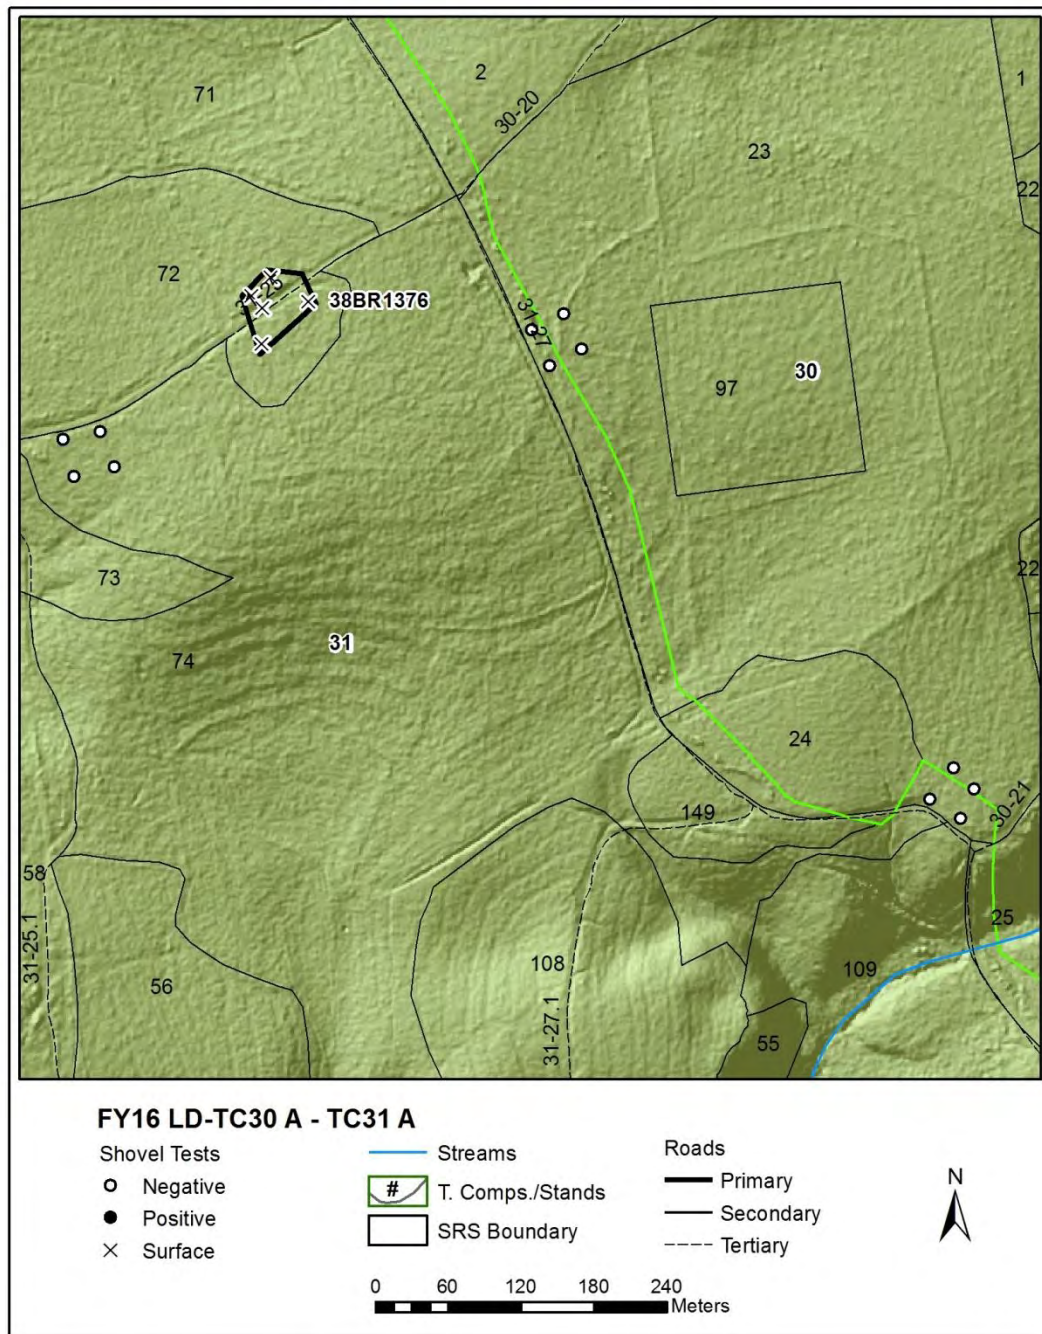 71
2
30-20
1
23
22
72
31-25
38BR1376
31-27
30
97
73
22
31
74
24
149
30-21
58
25
31-25.1
108
109
56
31-27.1
55
FY16 LD-TC30 A - TC31 A
Shovel Tests
Negative
Positive
Surface
Streams
# T. Comps./Stands
SRS Boundary
Roads
Primary
Secondary
Tertiary
N
0 60 120 180 240
Meters